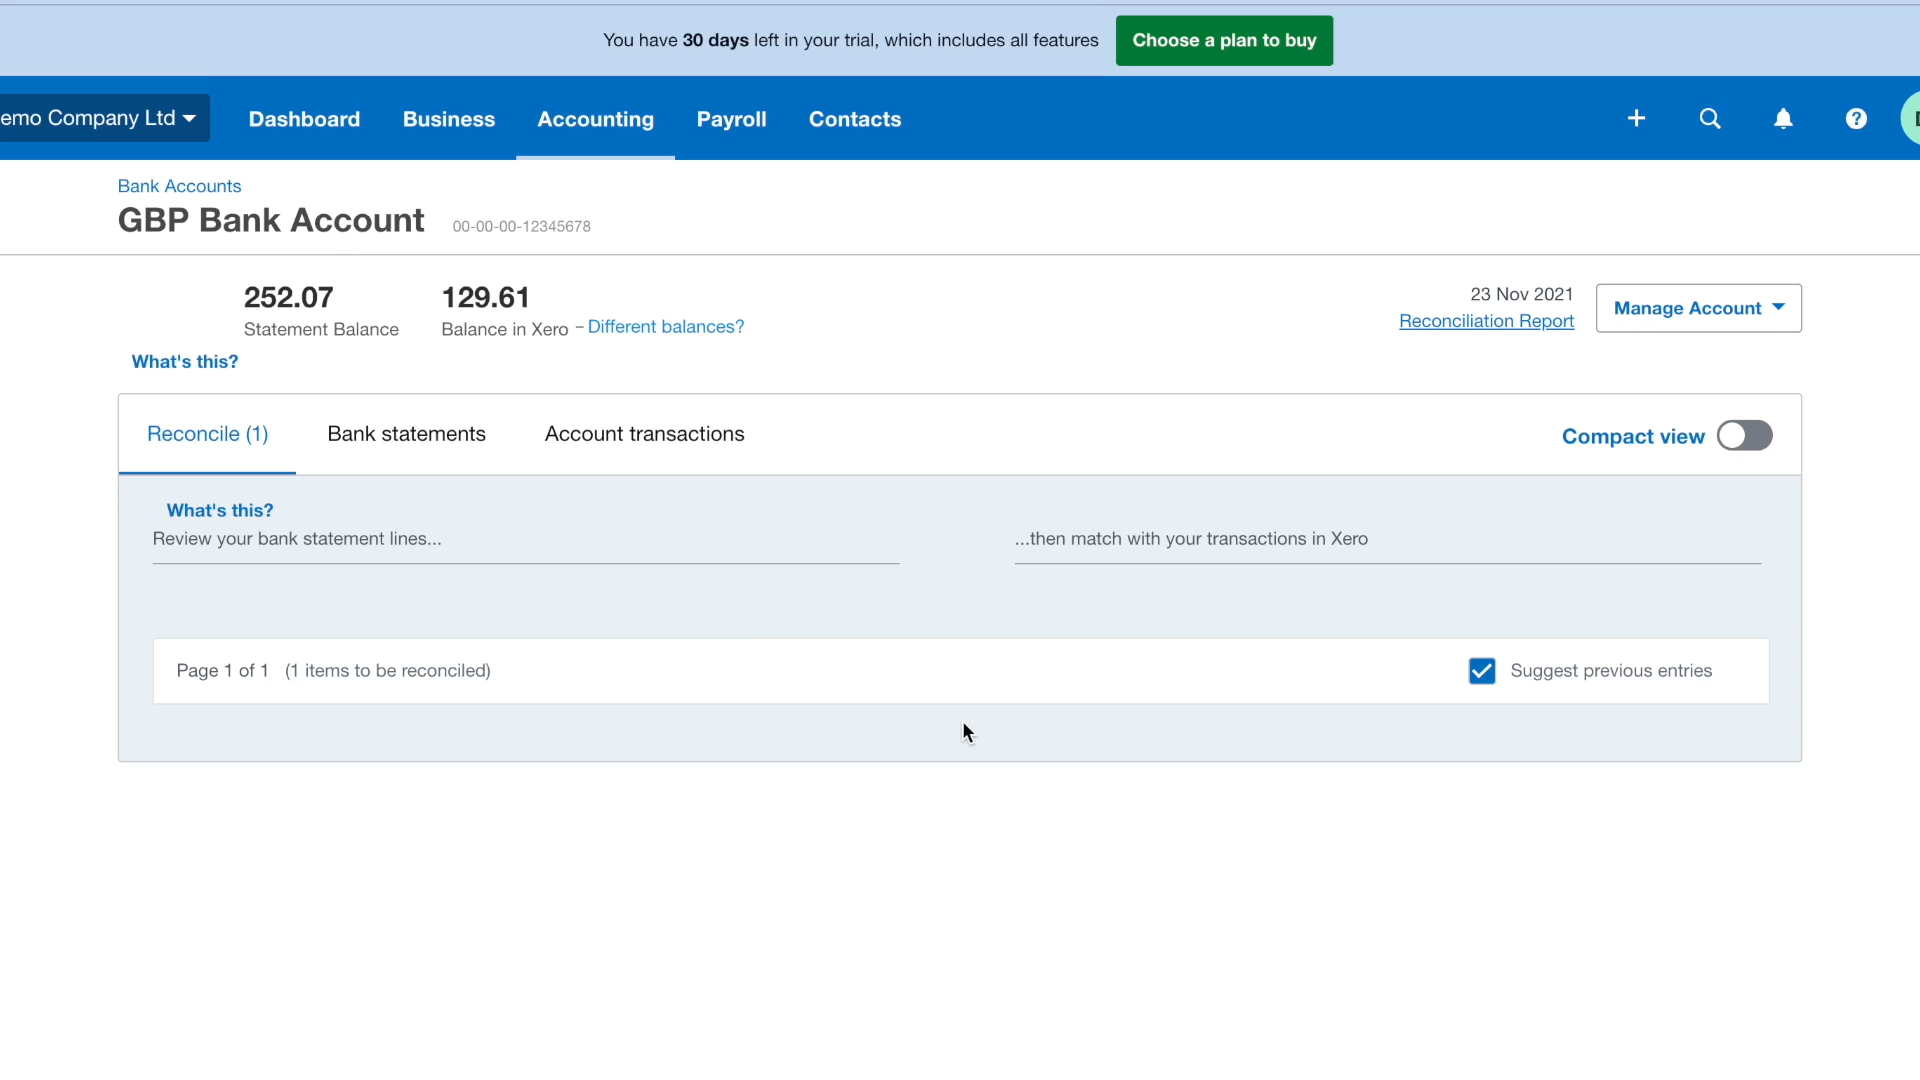 You have 30 days left in your trial, which includes all features Choose a plan to buy
emo Company Ltd Dashboard Business Accounting Payroll Contacts
Bank Accounts
GBP Bank Account 00-00-00-12345678
252.07 129.61 23 Nov 2021
Statement Balance Balance in Xero - Different balances? Reconciliation Report Manage Account
What's this?
Reconcile (1) Bank statements Account transactions Compact view
What's this?
Review your bank statement lines... ...then match with your transactions in Xero
Page 1 of 1 (1 items to be reconciled) Suggest previous entries